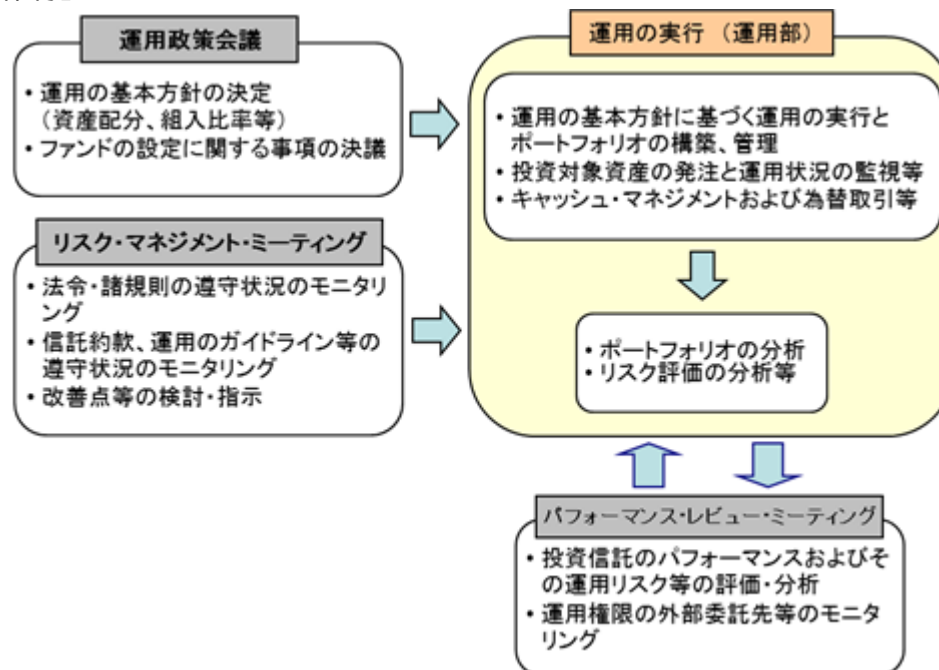 運用政策会議
・運用の基本方針の決定
（資産配分、組入比率等）
・ファンドの設定に関する事項の決議
リスク・マネジメント・ミーティング
・法令・諸規則の遵守状況のモニタリ
ング
・信託約款、運用のガイドライン等の
遵守状況のモニタリング
・改善点等の検討・指示
運用の実行 （運用部）
・運用の基本方針に基づく運用の実行と
ポートフォリオの構築、管理
・投資対象資産の発注と運用状況の監視等
・キャッシュ・マネジメントおよび為替取引等
・ポートフォリオの分析
・リスク評価の分析等
パフォーマンス・レビュー・ミーティング
・投資信託のパフォーマンスおよびそ
の運用リスク等の評価・分析
・運用権限の外部委託先等のモニタ
リング